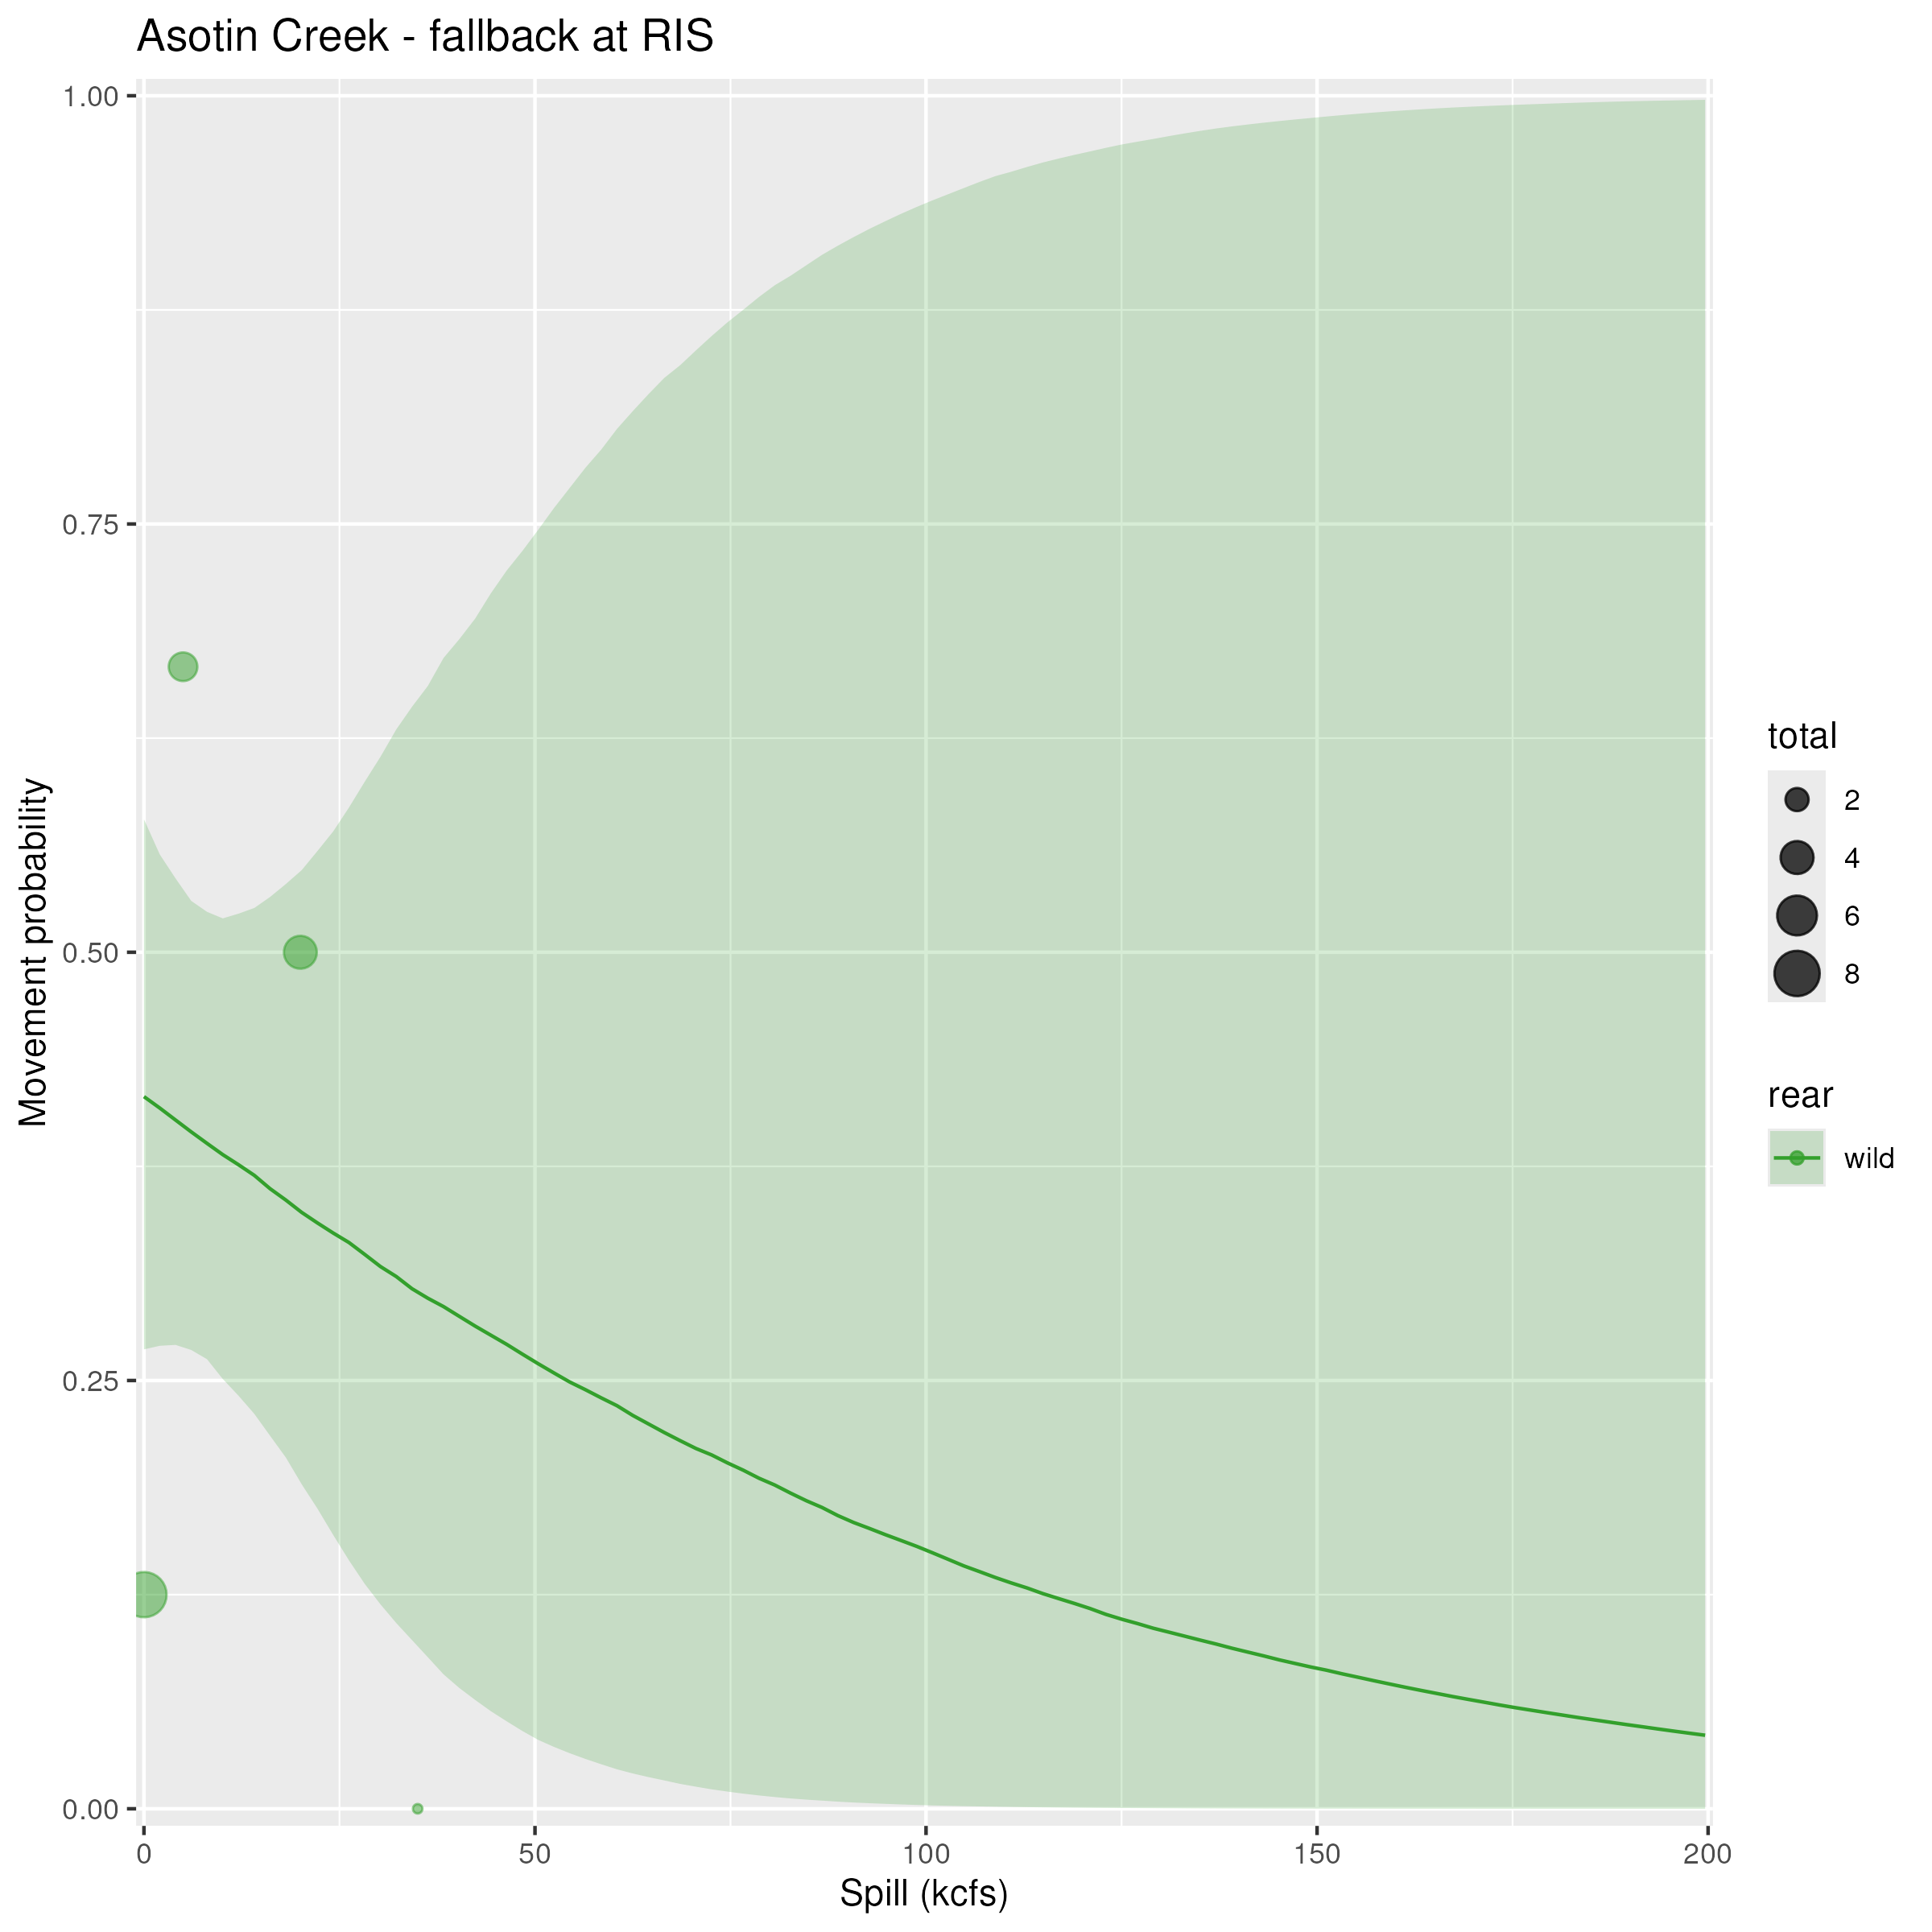 Asotin Creek - fallback at RIS
Movement probability
1.00
0.75
0.50
0.25
0.00
0
50
100
150
200
Spill (kcfs)
total
2
4
6
8
rear
wild